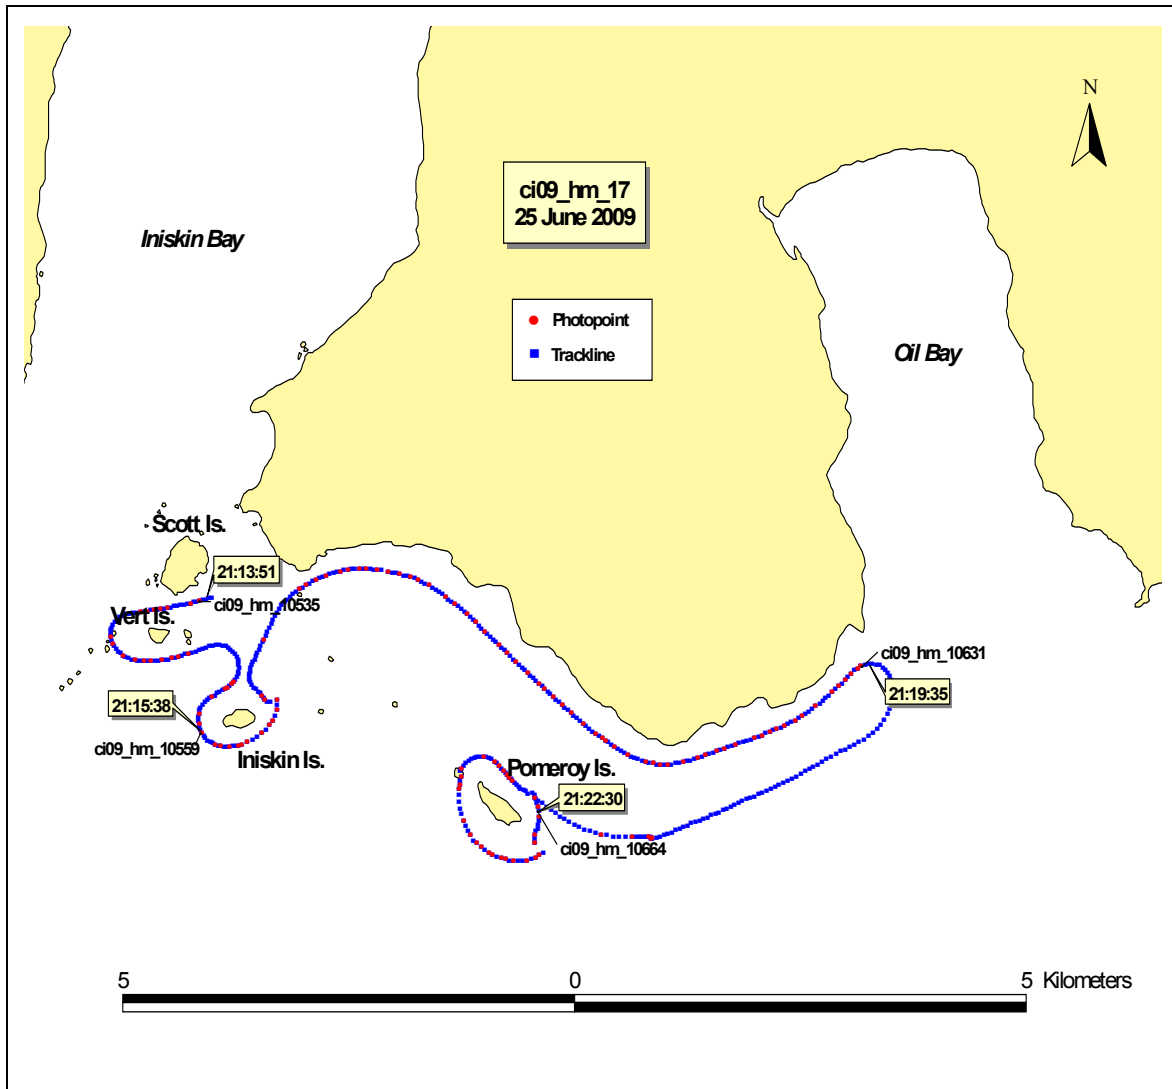 N
ci09_hm_17
25 June 2009
Iniskin Bay
Photopoint
Trackline
Oil Bay
Scott Is.
21:13:51
ci09_hm_10535
Vert Is.
ci09_hm_10631
21:19:35
21:15:38
ci09_hm_10559
Iniskin Is.
Pomeroy Is.
21:22:30
ci09_hm_10664
5 0 5 Kilometers